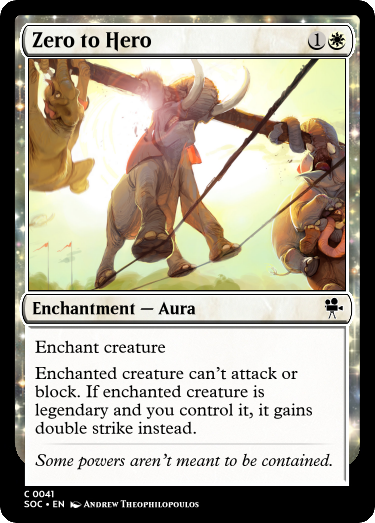 Zero to Hero 1
Enchantment — Aura
Enchant creature
Enchanted creature can't attack or
block. If enchanted creature is
legendary and you control it, it gains
double strike instead.
Some powers aren't meant to be contained.
C 0041
SOC • EN Andrew Theophilopoulos